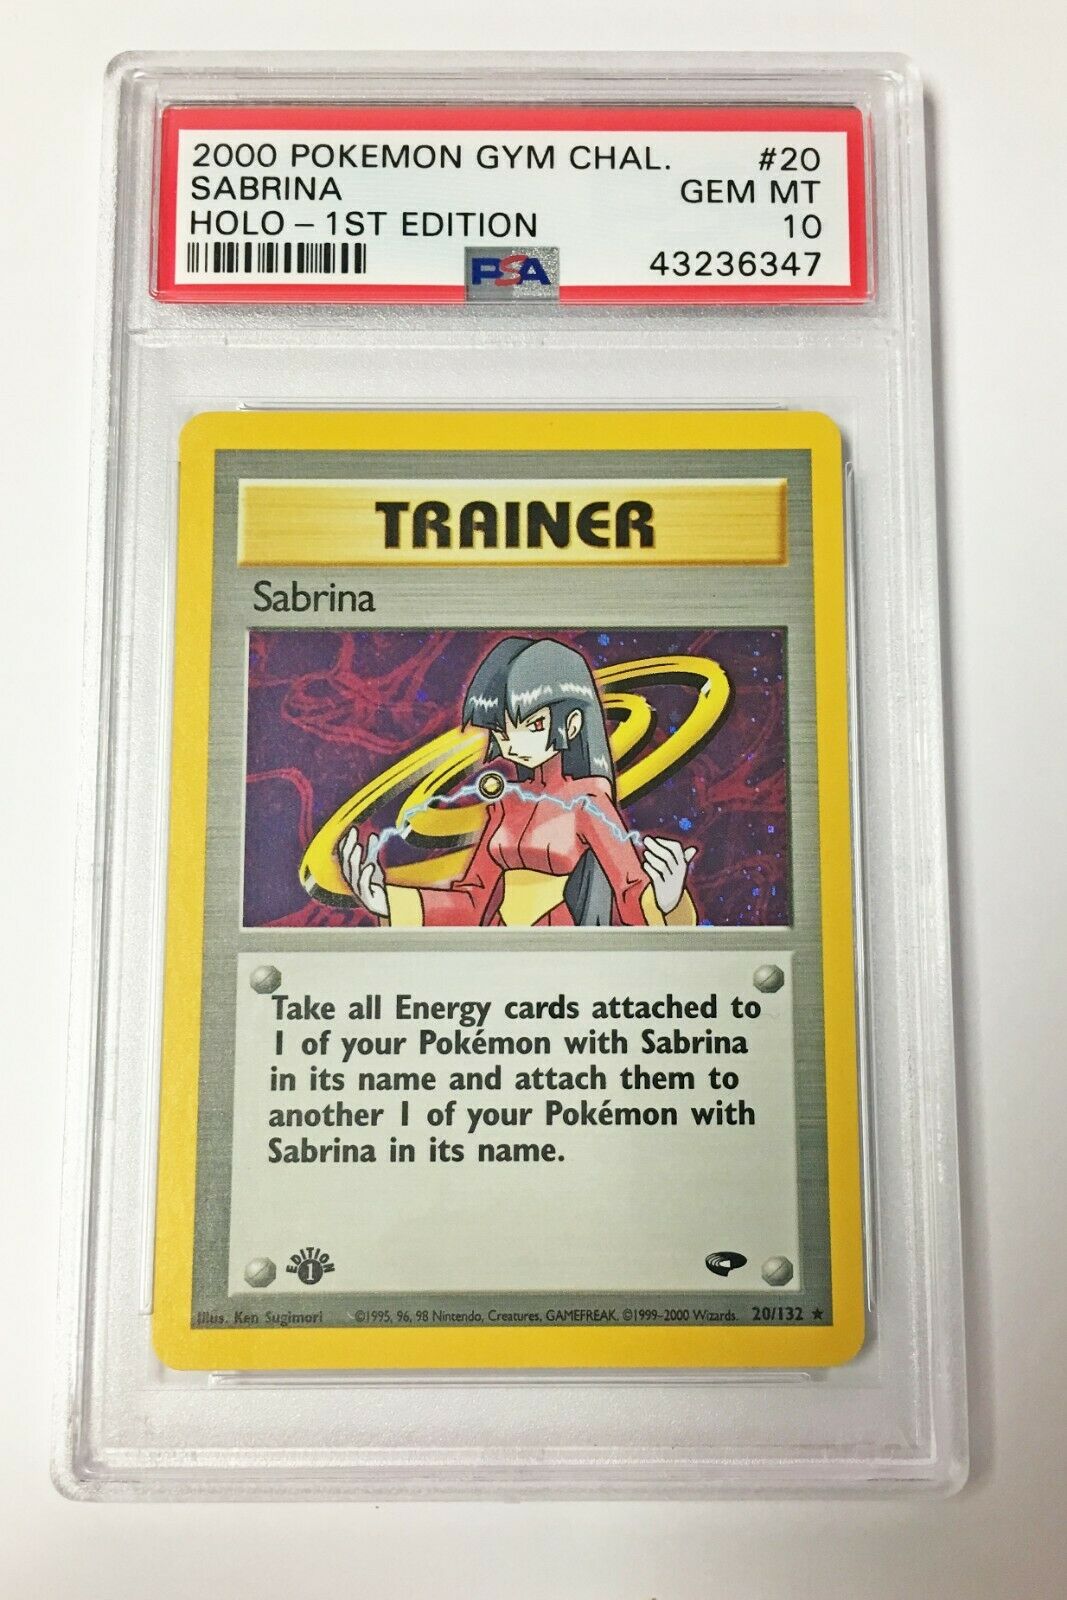 2000 POKEMON GYM CHAL. #20
SABRINA GEM MT
HOLO – 1ST EDITION 10
PSA 43236347
TRAINER
Sabrina
Take all Energy cards attached to
1 of your Pokémon with Sabrina
in its name and attach them to
another 1 of your Pokémon with
Sabrina in its name.
EDITION 1
Illus. Ken Sugimori ©1995, 96, 98 Nintendo, Creatures, GAMEFREAK. ©1999–2000 Wizards. 20/132 ★